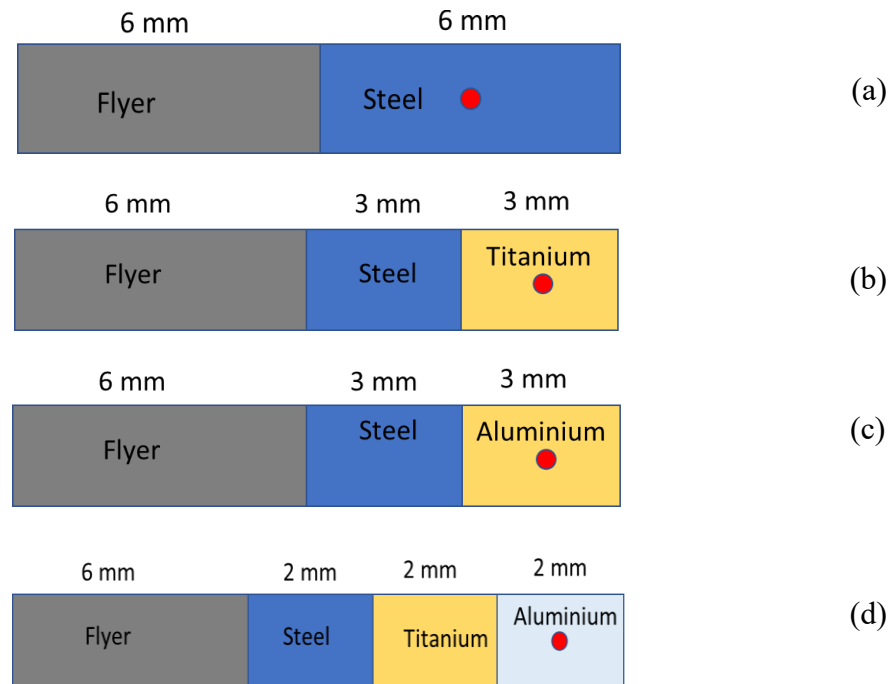 6 mm 6 mm
Flyer Steel (a)
6 mm 3 mm 3 mm
Flyer Steel Titanium (b)
6 mm 3 mm 3 mm
Flyer Steel Aluminium (c)
6 mm 2 mm 2 mm 2 mm
Flyer Steel Titanium Aluminium (d)